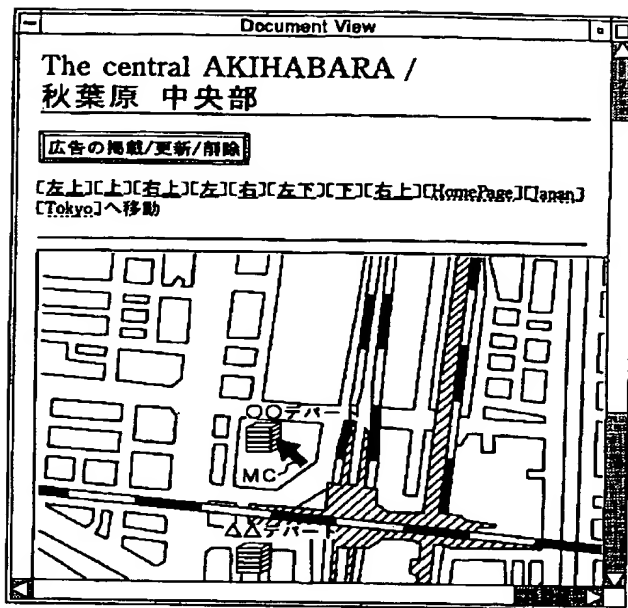 Document View
The central AKIHABARA /
秋葉原 中央部
広告の掲載/更新/削除
[左上][上][右上][左][右][左下][下][右上][HomePage][Japan]
[Tokyo]へ移動
○○デパー
MC
△△デパート